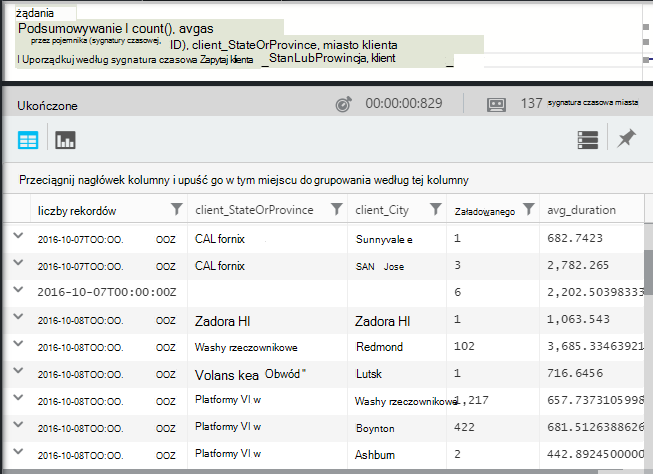 żądania
Podsumowywanie I count(), avgas
przez pojemnika (sygnatury czasowej, ID), client_StateOrProvince, miasto klienta
I Uporządkuj według sygnatura czasowa Zapytaj klienta _StanLubProwincja, klient _
Ukończone 00:00:00:829 137 sygnatura czasowa miasta
Przeciągnij nagłówek kolumny i upuść go w tym miejscu do grupowania według tej kolumny
liczby rekordów client_StateOrProvince client_City Załadowanego avg_duration
2016-10-07TOO:OO. OOZ CAL fornix Sunnyvale e 1 682.7423
2016-10-07TOO:OO. OOZ CAL fornix SAN Jose 3 2,782.265
2016-10-07T00:00:00Z 6 2,202.50398333
2016-10-08TOO:OO. OOZ Zadora HI Zadora HI 1 1,063.543
2016-10-08TOO:OO. OOZ Washy rzeczownikowe Redmond 102 3,685.33463921
2016-10-08TOO:OO. OOZ Volans kea Obwód " Lutsk 1 716.6456
2016-10-08TOO:OO. OOZ Platformy VI w Washy rzeczownikowe 1,217 657.7373105998
2016-10-08TOO:OO. OOZ Platformy VI w Boynton 422 681.5126388626
2016-10-08TOO:OO. OOZ Platformy VI w Ashbum 2 442.8924500000